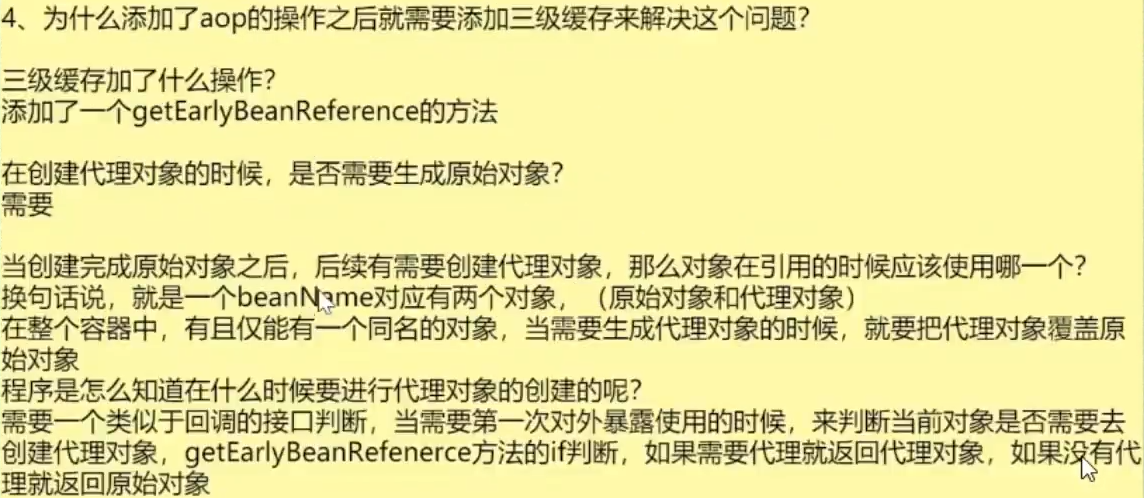 4、为什么添加了aop的操作之后就需要添加三级缓存来解决这个问题？
三级缓存加了什么操作？
添加了一个getEarlyBeanReference的方法
在创建代理对象的时候，是否需要生成原始对象？
需要
当创建完成原始对象之后，后续有需要创建代理对象，那么对象在引用的时候应该使用哪一个？
换句话说，就是一个beanName对应有两个对象，（原始对象和代理对象）
在整个容器中，有且仅能有一个同名的对象，当需要生成代理对象的时候，就要把代理对象覆盖原
始对象
程序是怎么知道在什么时候要进行代理对象的创建的呢？
需要一个类似于回调的接口判断，当需要第一次对外暴露使用的时候，来判断当前对象是否需要去
创建代理对象，getEarlyBeanRefenerce方法的if判断，如果需要代理就返回代理对象，如果没有代
理就返回原始对象